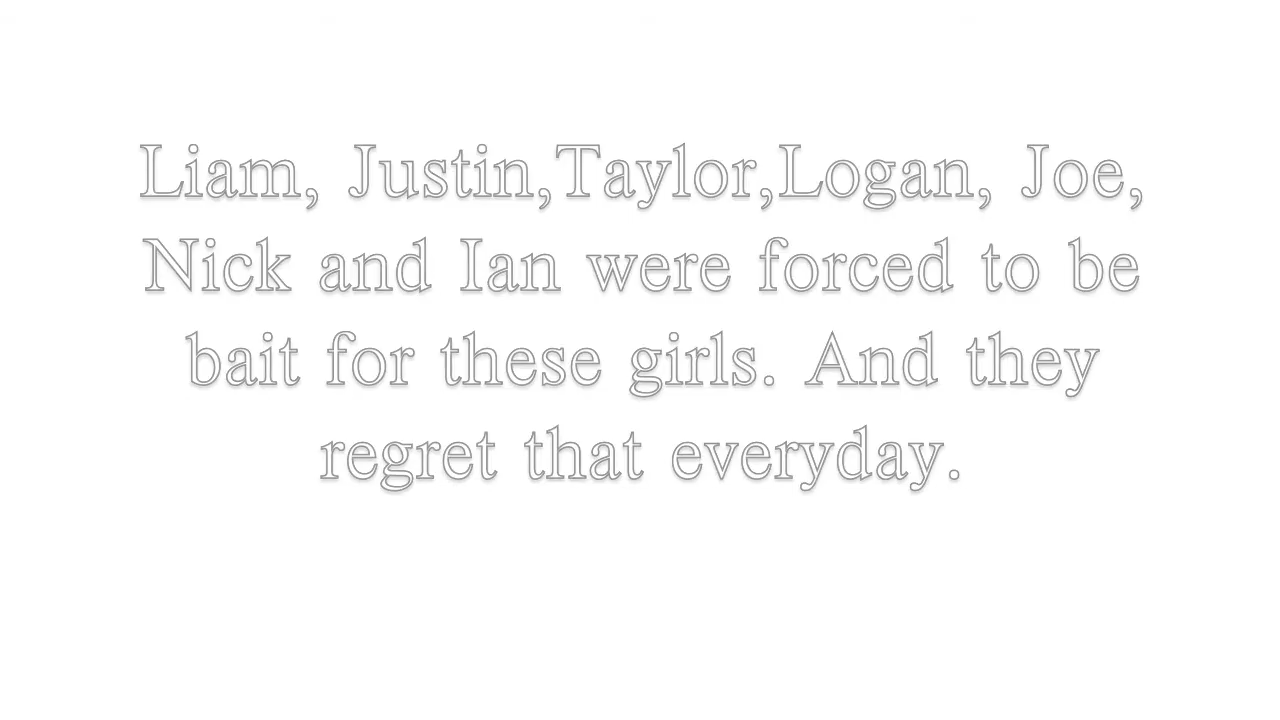 Liam, Justin,Taylor,Logan, Joe,
Nick and Ian were forced to be
bait for these girls. And they
regret that everyday.